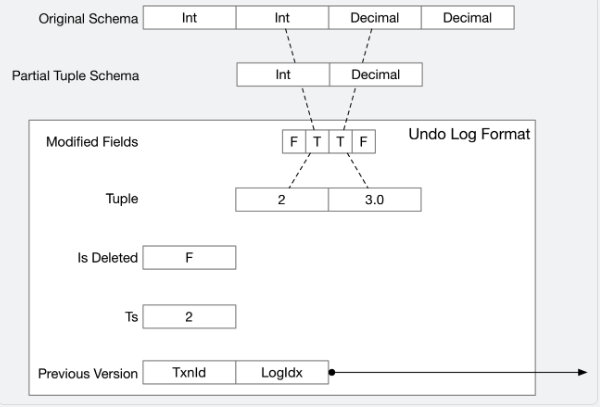 Original Schema Int Int Decimal Decimal
Partial Tuple Schema Int Decimal
Undo Log Format
Modified Fields F T T F
Tuple 2 3.0
Is Deleted F
Ts 2
Previous Version TxnId LogIdx